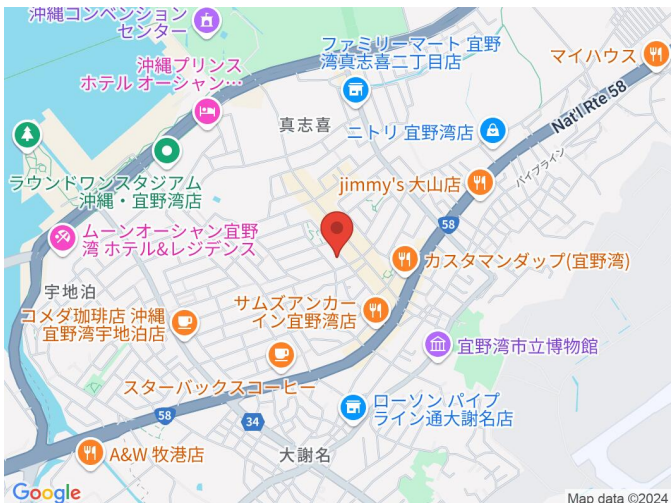 沖縄コンベンション
センター
ファミリーマート 宜野
湾真志喜二丁目店
マイハウス
沖縄プリンス
ホテル オーシャン…
真志喜
Nat'l Rte 58
ニトリ 宜野湾店
パイプライン
ラウンドワンスタジアム
沖縄・宜野湾店
jimmy's 大山店
58
ムーンオーシャン宜野
湾 ホテル&レジデンス
カスタマンダップ(宜野湾)
宇地泊
コメダ珈琲店 沖縄
宜野湾宇地泊店
サムズアンカー
イン宜野湾店
宜野湾市立博物館
スターバックスコーヒー
ローソン パイプ
ライン通大謝名店
58
34
大謝名
A&W 牧港店
Google
Map data ©2024